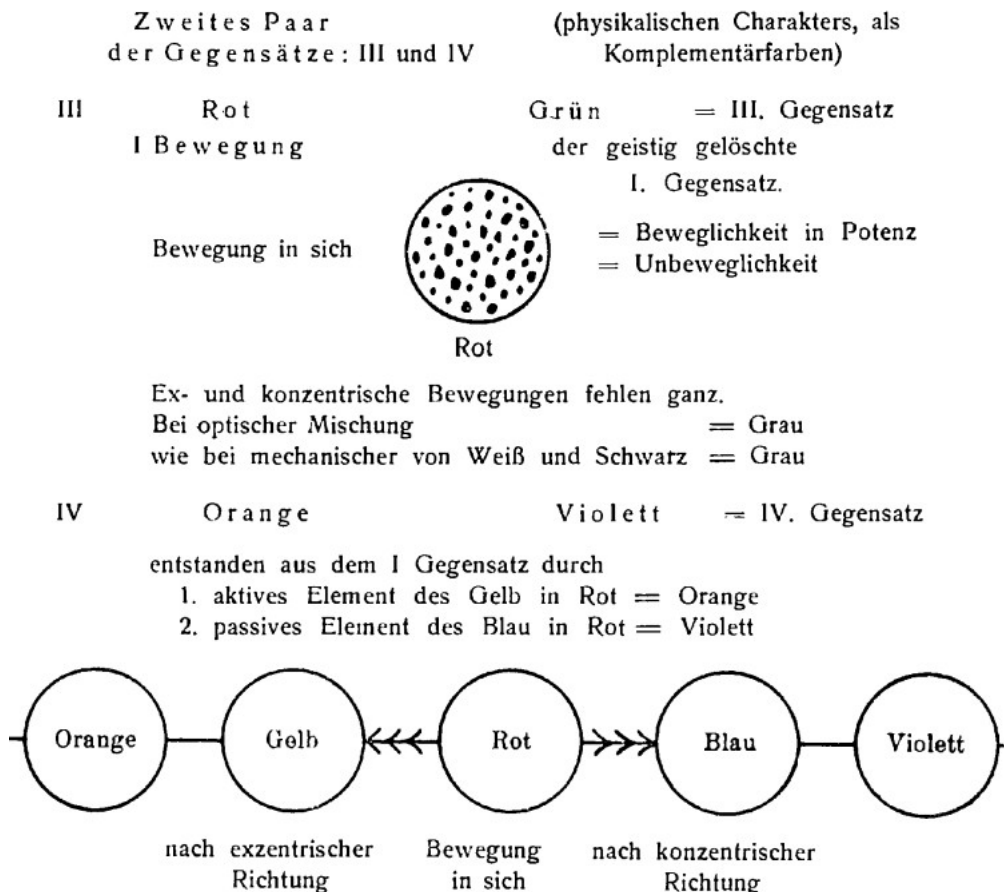 Zweites Paar (physikalischen Charakters, als
der Gegensätze: III und IV Komplementärfarben)
III Rot Grün = III. Gegensatz
I Bewegung der geistig gelöschte
I. Gegensatz.
Bewegung in sich = Beweglichkeit in Potenz
= Unbeweglichkeit
Rot
Ex- und konzentrische Bewegungen fehlen ganz.
Bei optischer Mischung = Grau
wie bei mechanischer von Weiß und Schwarz = Grau
IV Orange Violett = IV. Gegensatz
entstanden aus dem I Gegensatz durch
1. aktives Element des Gelb in Rot = Orange
2. passives Element des Blau in Rot = Violett
Orange Gelb Rot Blau Violett
nach exzentrischer Bewegung nach konzentrischer
Richtung in sich Richtung